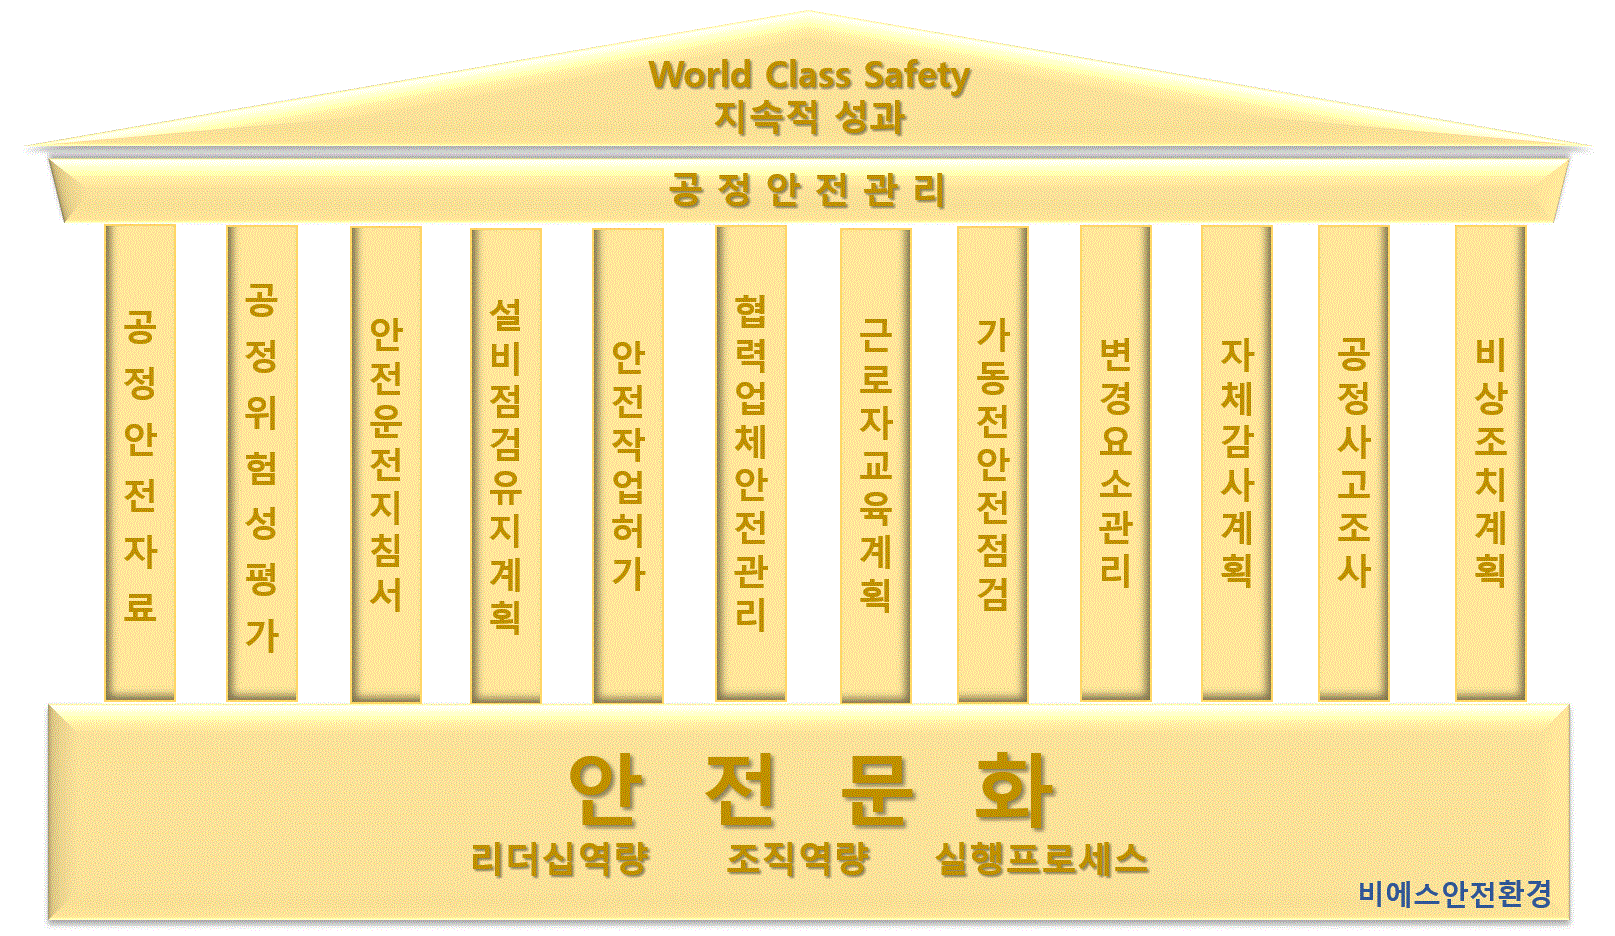 World Class Safety
지속적 성과
공 정 안 전 관 리
공정안전자료
공정위험성평가
안전운전지침서
설비점검유지계획
안전작업허가
협력업체안전관리
근로자교육계획
가동전안전점검
변경요소관리
자체감사계획
공정사고조사
비상조치계획
안 전 문 화
리더십역량 조직역량 실행프로세스
비에스안전환경